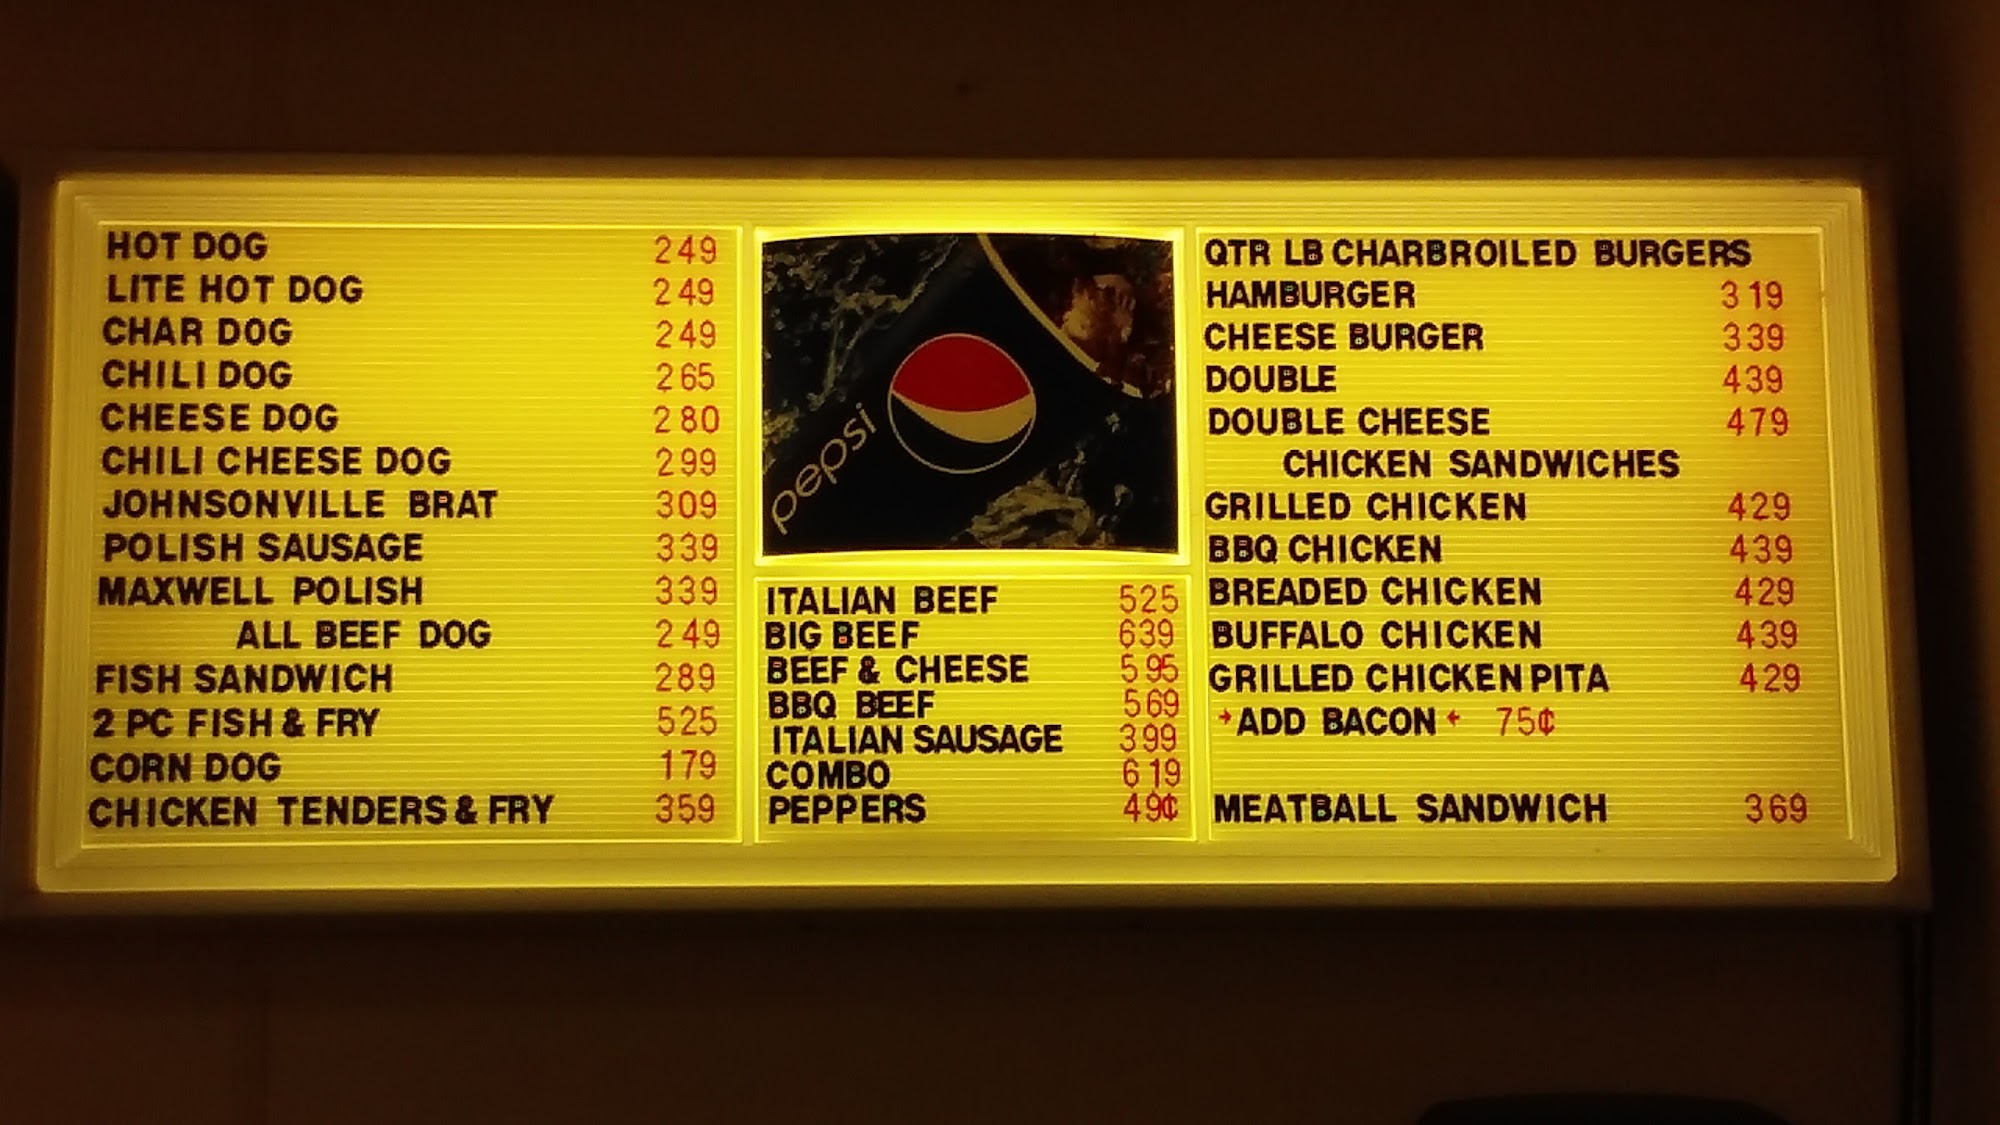 HOT DOG 249
LITE HOT DOG 249
CHAR DOG 249
CHILI DOG 265
CHEESE DOG 280
CHILI CHEESE DOG 299
JOHNSONVILLE BRAT 309
POLISH SAUSAGE 339
MAXWELL POLISH 339
ALL BEEF DOG 249
FISH SANDWICH 289
2 PC FISH & FRY 525
CORN DOG 179
CHICKEN TENDERS & FRY 359
pepsi
ITALIAN BEEF 525
BIG BEEF 639
BEEF & CHEESE 595
BBQ BEEF 569
ITALIAN SAUSAGE 399
COMBO 619
PEPPERS 49¢
QTR LB CHARBROILED BURGERS
HAMBURGER 319
CHEESE BURGER 339
DOUBLE 439
DOUBLE CHEESE 479
CHICKEN SANDWICHES
GRILLED CHICKEN 429
BBQ CHICKEN 439
BREADED CHICKEN 429
BUFFALO CHICKEN 439
GRILLED CHICKEN PITA 429
→ADD BACON← 75¢
MEATBALL SANDWICH 369